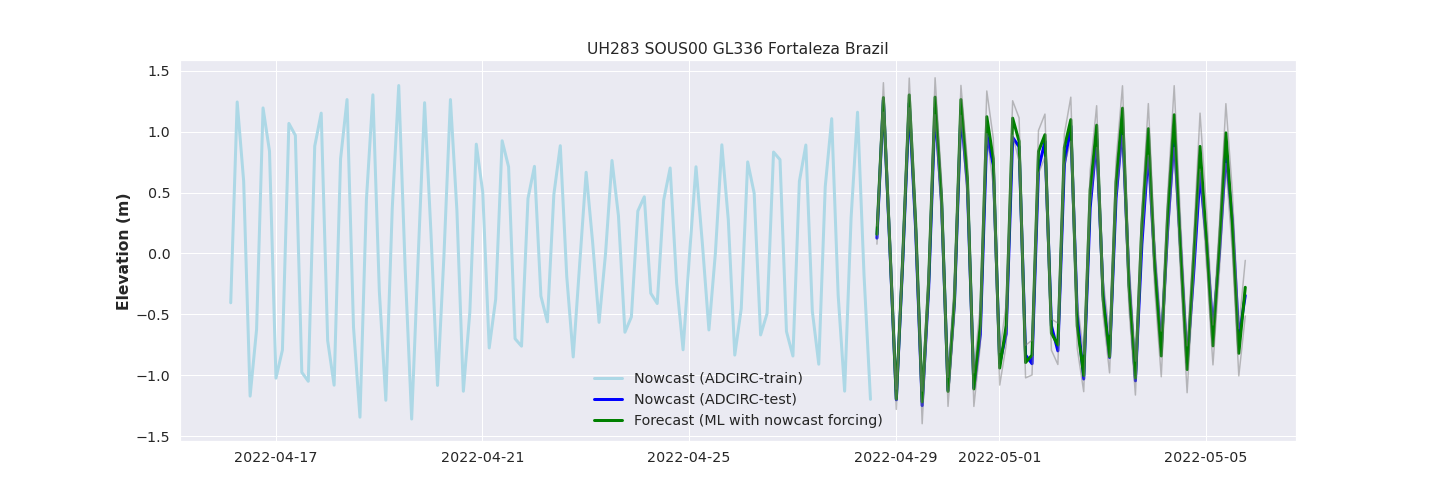 UH283 SOUS00 GL336 Fortaleza Brazil
Elevation (m)
1.5
1.0
0.5
0.0
−0.5
−1.0
−1.5
Nowcast (ADCIRC-train)
Nowcast (ADCIRC-test)
Forecast (ML with nowcast forcing)
2022-04-17 2022-04-21 2022-04-25 2022-04-29 2022-05-01 2022-05-05